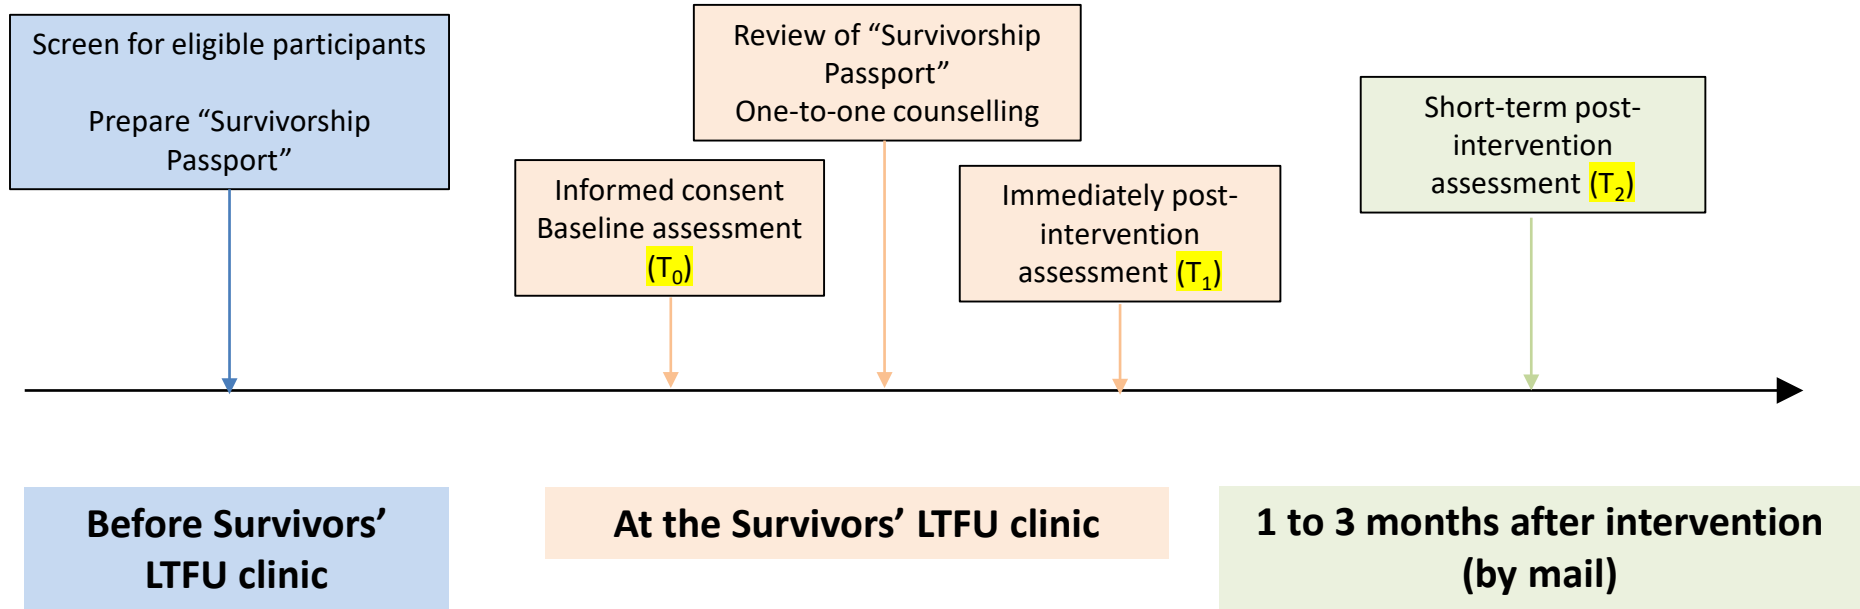 Screen for eligible participants
Prepare “Survivorship
Passport”
Informed consent
Baseline assessment
(T₀)
Review of “Survivorship
Passport”
One-to-one counselling
Immediately post-
intervention
assessment (T₁)
Short-term post-
intervention
assessment (T₂)
Before Survivors’
LTFU clinic
At the Survivors’ LTFU clinic
1 to 3 months after intervention
(by mail)